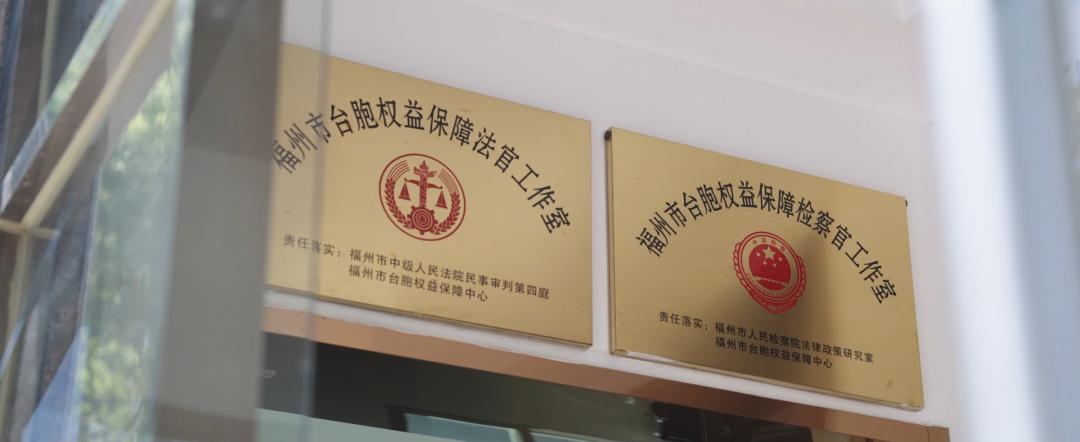 福州市台胞权益保障法官工作室
责任落实：福州市中级人民法院民事审判第四庭
福州市台胞权益保障中心
福州市台胞权益保障检察官工作室
责任落实：福州市人民检察院法律政策研究室
福州市台胞权益保障中心